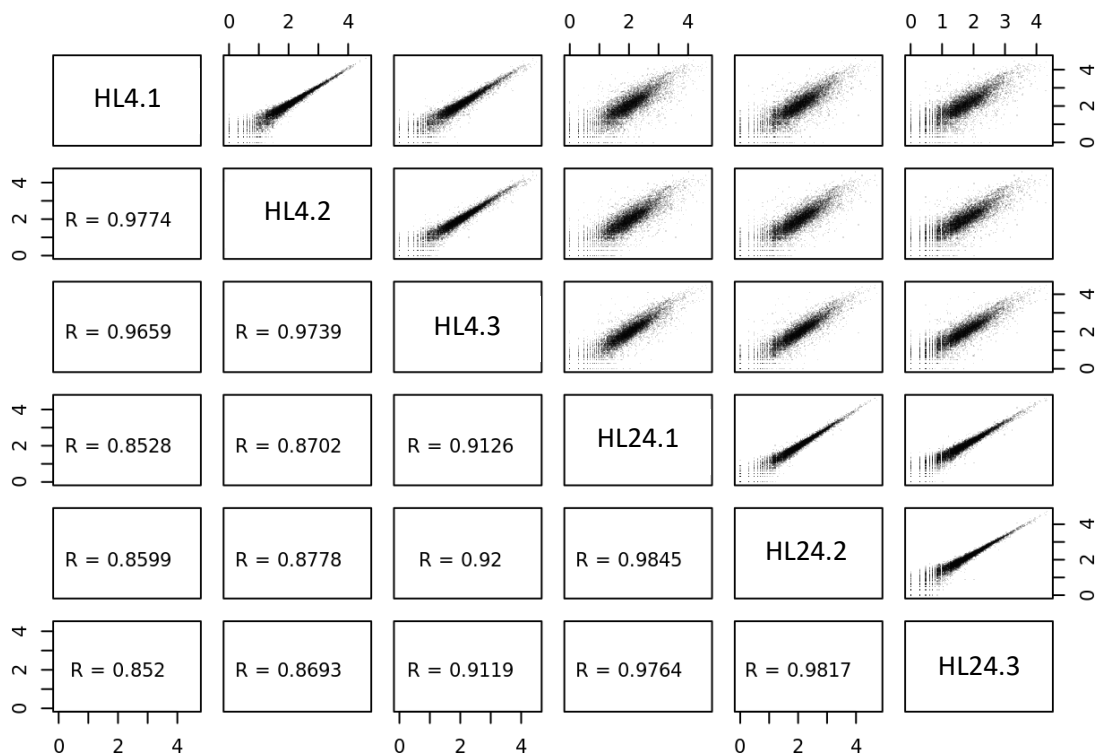 0 2 4 0 2 4 0 1 2 3 4
HL4.1
0 2 4
0 2 4
R = 0.9774
HL4.2
R = 0.9659
R = 0.9739
HL4.3
0 2 4
R = 0.8528
R = 0.8702
R = 0.9126
HL24.1
R = 0.8599
R = 0.8778
R = 0.92
R = 0.9845
HL24.2
0 2 4
0 2 4
R = 0.852
R = 0.8693
R = 0.9119
R = 0.9764
R = 0.9817
HL24.3
0 2 4 0 2 4 0 2 4